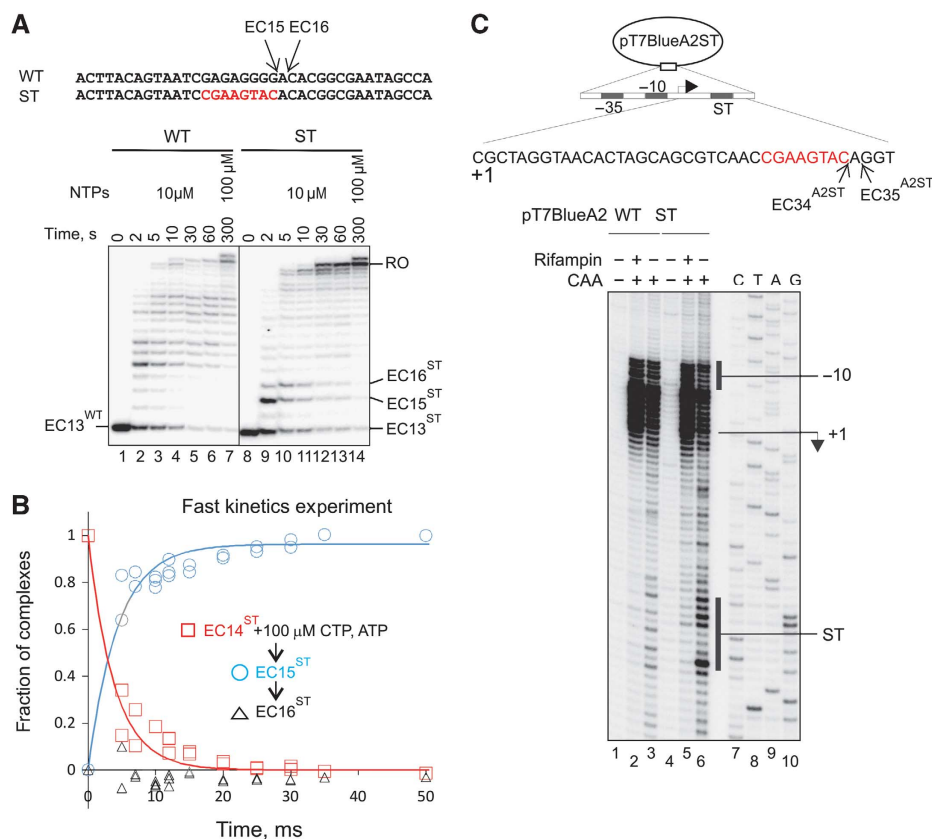 A
EC15 EC16
WT ACTTACAGTAATCGAGAGGGGACACGGCGAATAGCCA
ST ACTTACAGTAATCCGAAGTACACACGGCGAATAGCCA
WT ST
NTPs 10µM 100 µM 10 µM 100 µM
Time, s 0 2 5 10 30 60 300 0 2 5 10 30 60 300
RO
EC16ST
EC15ST
EC13WT
EC13ST
1 2 3 4 5 6 7 8 9 10 11 12 13 14
B
Fast kinetics experiment
Fraction of complexes
1
0.8
0.6
0.4
0.2
0
EC14ST +100 µM CTP, ATP
EC15ST
EC16ST
0 10 20 30 40 50
Time, ms
C
pT7BlueA2ST
−35 −10 ST
CGCTAGGTAACACTAGCAGCGTCAACCGAAGTACAGGT
+1
EC34A2ST EC35A2ST
pT7BlueA2 WT ST
Rifampin − + − − + −
CAA − + + − + + C T A G
−10
+1
ST
1 2 3 4 5 6 7 8 9 10